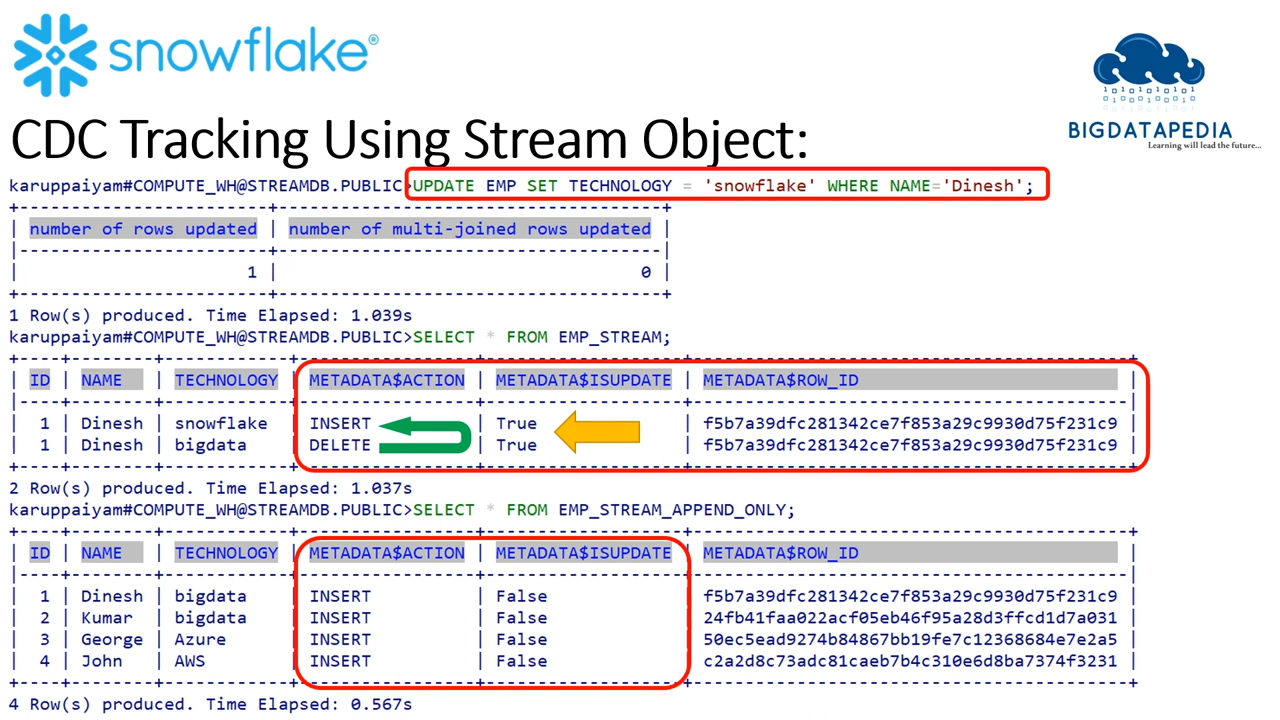 snowflake®
BIGDATAPEDIA
Learning will lead the future...
CDC Tracking Using Stream Object:
karuppaiyam#COMPUTE_WH@STREAMDB.PUBLIC>UPDATE EMP SET TECHNOLOGY = 'snowflake' WHERE NAME='Dinesh';
+------------------------+-------------------------------------+
| number of rows updated | number of multi-joined rows updated |
|------------------------+-------------------------------------|
|                      1 |                                   0 |
+------------------------+-------------------------------------+
1 Row(s) produced. Time Elapsed: 1.039s
karuppaiyam#COMPUTE_WH@STREAMDB.PUBLIC>SELECT * FROM EMP_STREAM;
+----+--------+------------+-----------------+-------------------+------------------------------------------+
| ID | NAME   | TECHNOLOGY | METADATA$ACTION | METADATA$ISUPDATE | METADATA$ROW_ID                          |
|----+--------+------------+-----------------+-------------------+------------------------------------------|
|  1 | Dinesh | snowflake  | INSERT          | True              | f5b7a39dfc281342ce7f853a29c9930d75f231c9 |
|  1 | Dinesh | bigdata    | DELETE          | True              | f5b7a39dfc281342ce7f853a29c9930d75f231c9 |
+----+--------+------------+-----------------+-------------------+------------------------------------------+
2 Row(s) produced. Time Elapsed: 1.037s
karuppaiyam#COMPUTE_WH@STREAMDB.PUBLIC>SELECT * FROM EMP_STREAM_APPEND_ONLY;
+----+--------+------------+-----------------+-------------------+------------------------------------------+
| ID | NAME   | TECHNOLOGY | METADATA$ACTION | METADATA$ISUPDATE | METADATA$ROW_ID                          |
|----+--------+------------+-----------------+-------------------+------------------------------------------|
|  1 | Dinesh | bigdata    | INSERT          | False             | f5b7a39dfc281342ce7f853a29c9930d75f231c9 |
|  2 | Kumar  | bigdata    | INSERT          | False             | 24fb41faa022acf05eb46f95a28d3ffcd1d7a031 |
|  3 | George | Azure      | INSERT          | False             | 50ec5ead9274b84867bb19fe7c12368684e7e2a5 |
|  4 | John   | AWS        | INSERT          | False             | c2a2d8c73adc81caeb7b4c310e6d8ba7374f3231 |
+----+--------+------------+-----------------+-------------------+------------------------------------------+
4 Row(s) produced. Time Elapsed: 0.567s